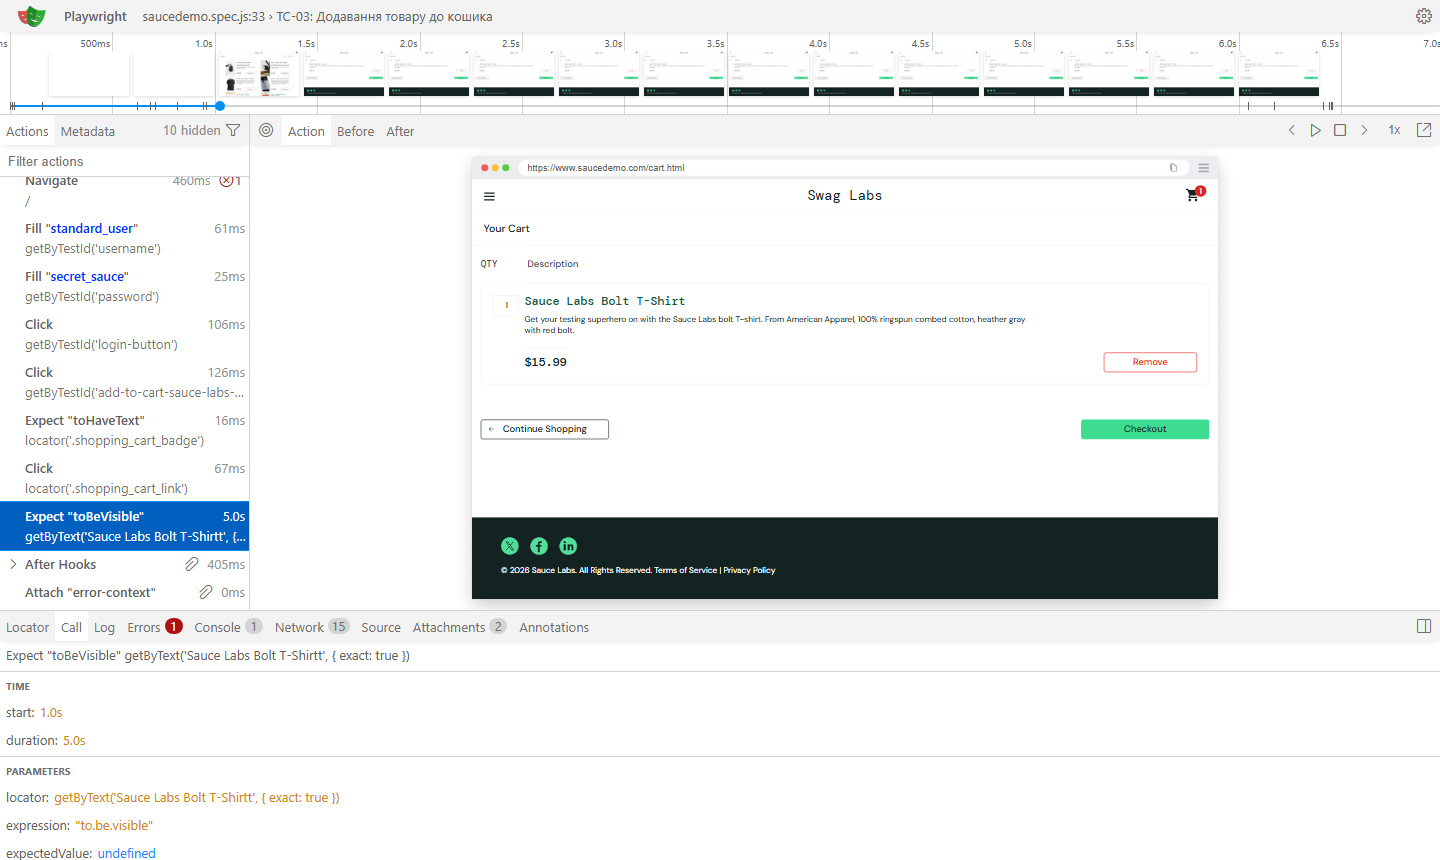 Playwright saucedemo.spec.js:33 › TC-03: Додавання товару до кошика
ms 500ms 1.0s 1.5s 2.0s 2.5s 3.0s 3.5s 4.0s 4.5s 5.0s 5.5s 6.0s 6.5s 7.0s
Actions Metadata 10 hidden
Action Before After 1x
Filter actions
Navigate 460ms 1
/
Fill "standard_user" 61ms
getByTestId('username')
Fill "secret_sauce" 25ms
getByTestId('password')
Click 106ms
getByTestId('login-button')
Click 126ms
getByTestId('add-to-cart-sauce-labs-...
Expect "toHaveText" 16ms
locator('.shopping_cart_badge')
Click 67ms
locator('.shopping_cart_link')
Expect "toBeVisible" 5.0s
getByText('Sauce Labs Bolt T-Shirtt', {...
After Hooks 405ms
Attach "error-context" 0ms
https://www.saucedemo.com/cart.html
Swag Labs 1
Your Cart
QTY Description
1 Sauce Labs Bolt T-Shirt
Get your testing superhero on with the Sauce Labs bolt T-shirt. From American Apparel, 100% ringspun combed cotton, heather gray
with red bolt.
$15.99 Remove
Continue Shopping Checkout
© 2026 Sauce Labs. All Rights Reserved. Terms of Service | Privacy Policy
Locator Call Log Errors 1 Console 1 Network 15 Source Attachments 2 Annotations
Expect "toBeVisible" getByText('Sauce Labs Bolt T-Shirtt', { exact: true })
TIME
start: 1.0s
duration: 5.0s
PARAMETERS
locator: getByText('Sauce Labs Bolt T-Shirtt', { exact: true })
expression: "to.be.visible"
expectedValue: undefined